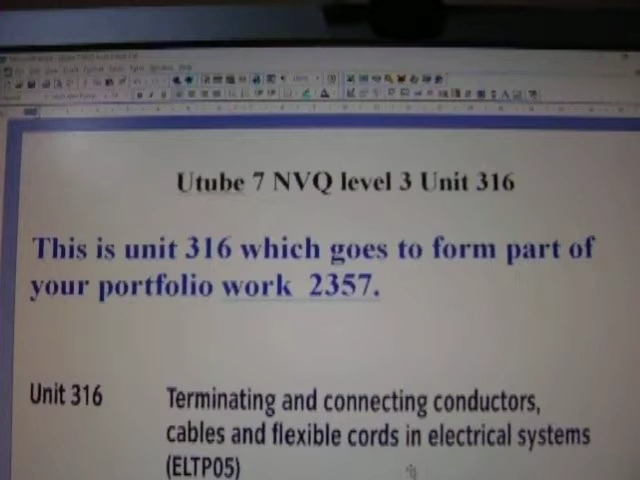 Utube 7 NVQ level 3 Unit 316
This is unit 316 which goes to form part of
your portfolio work 2357.
Unit 316 Terminating and connecting conductors,
cables and flexible cords in electrical systems
(ELTP05)